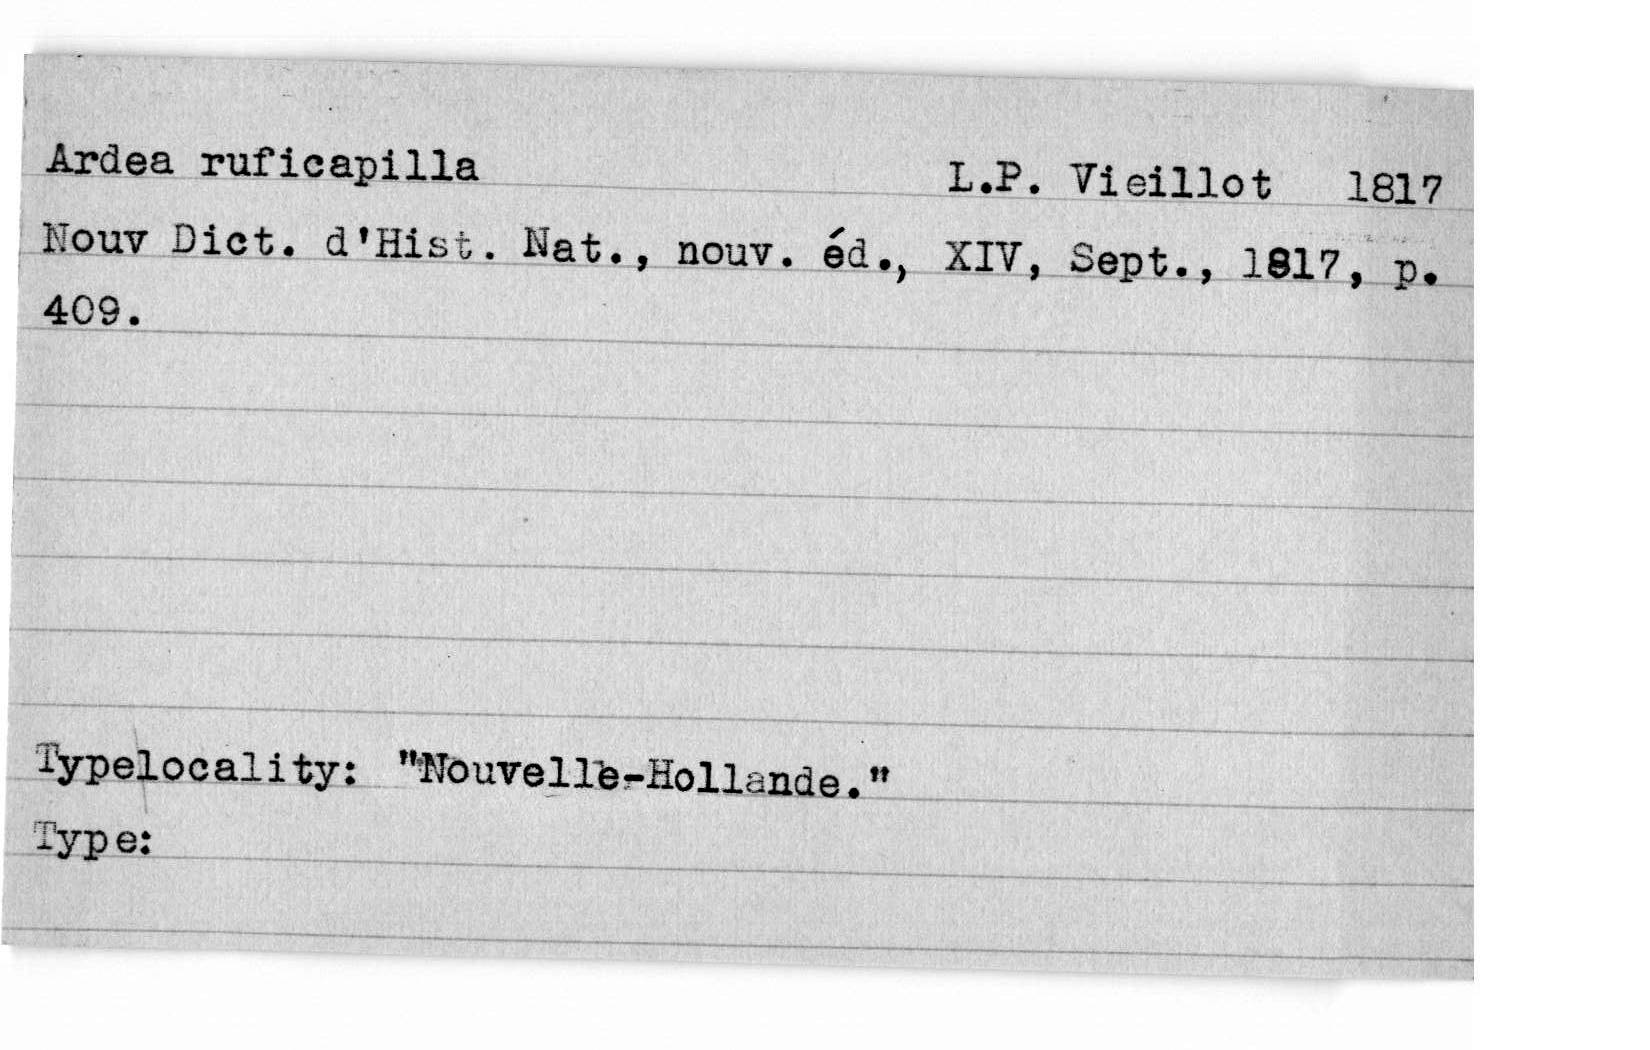 Ardea ruficapilla L.P. Vieillot 1817
Nouv Dict. d'Hist. Nat., nouv. éd., XIV, Sept., 1817, p.
409.
Typelocality: "Nouvelle-Hollande."
Type: